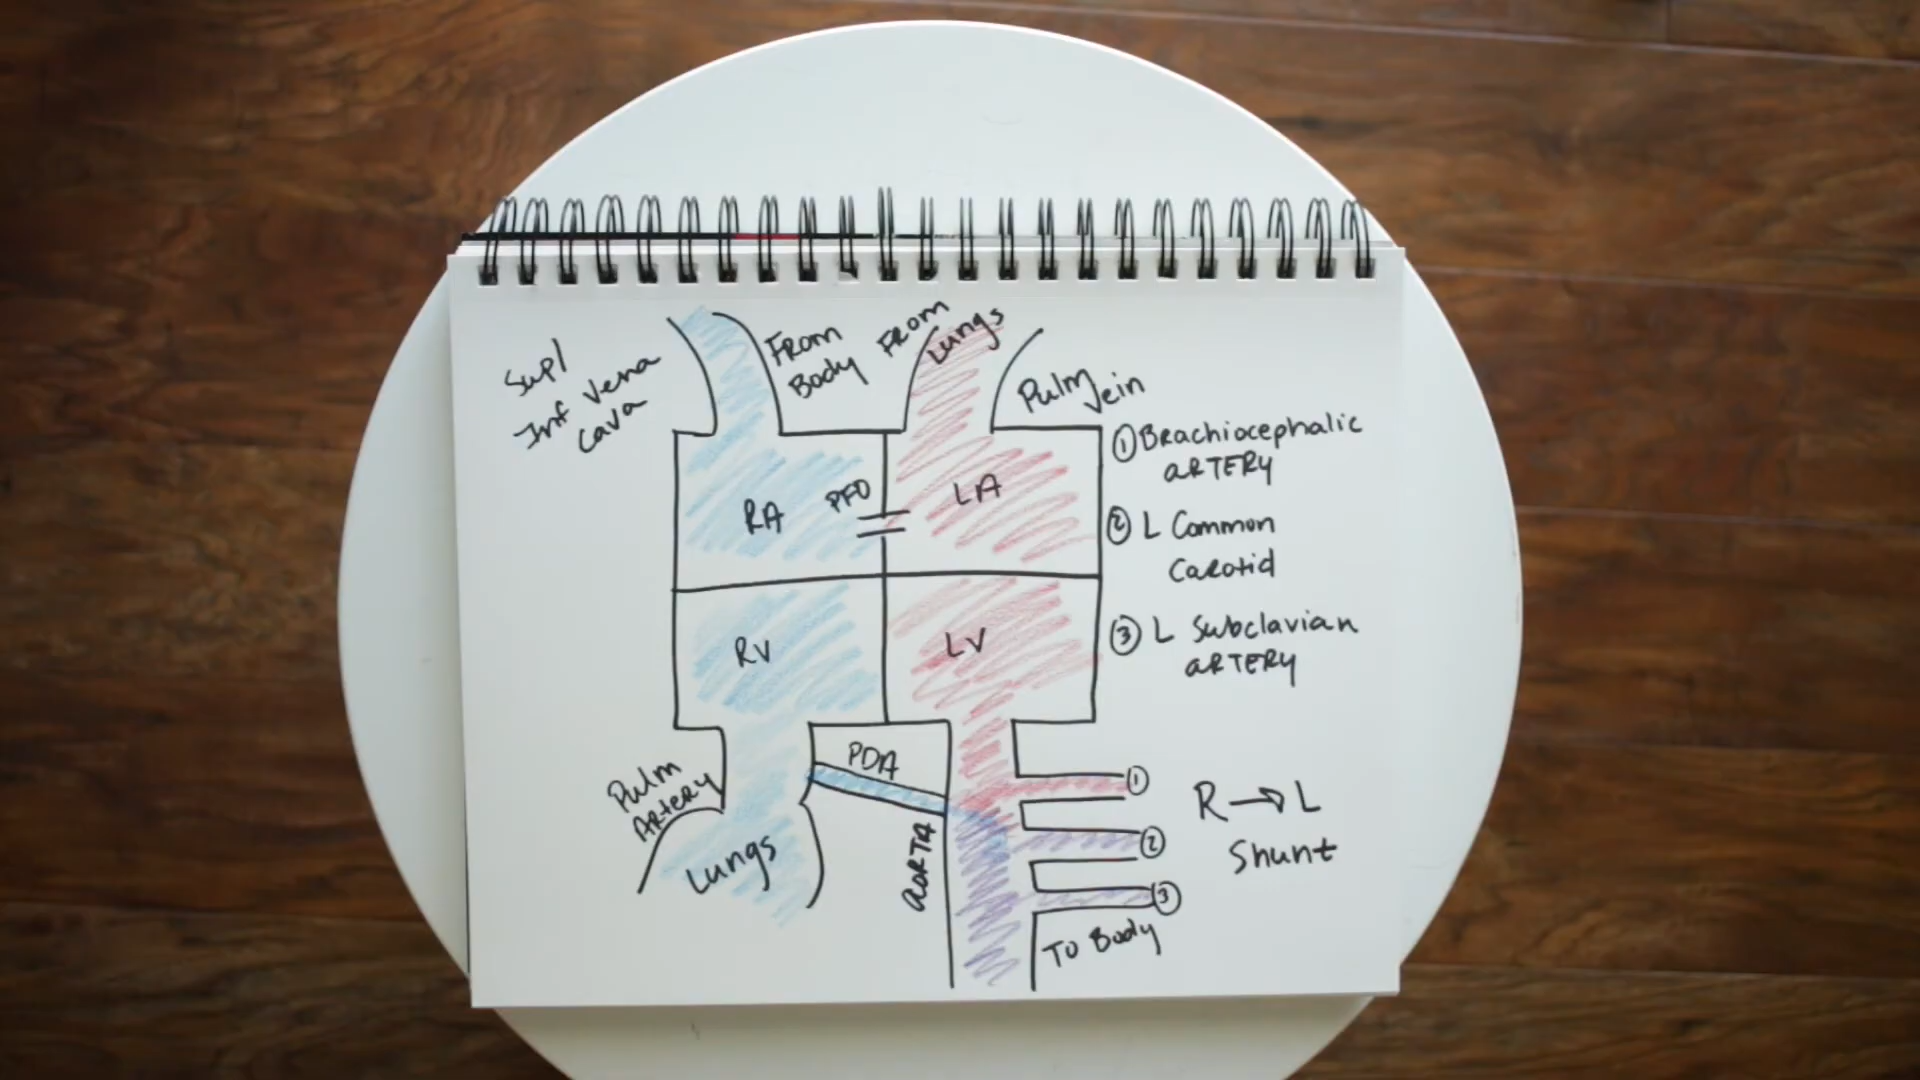 Sup/
Inf Vena
Cava
From
Body
From
Lungs
Pulm
Vein
RA
PFO
LA
RV
LV
Pulm
Artery
Lungs
PDA
AORTA
①
②
③
To Body
① Brachiocephalic
ARTERY
② L Common
Carotid
③ L Subclavian
ARTERY
R → L
Shunt